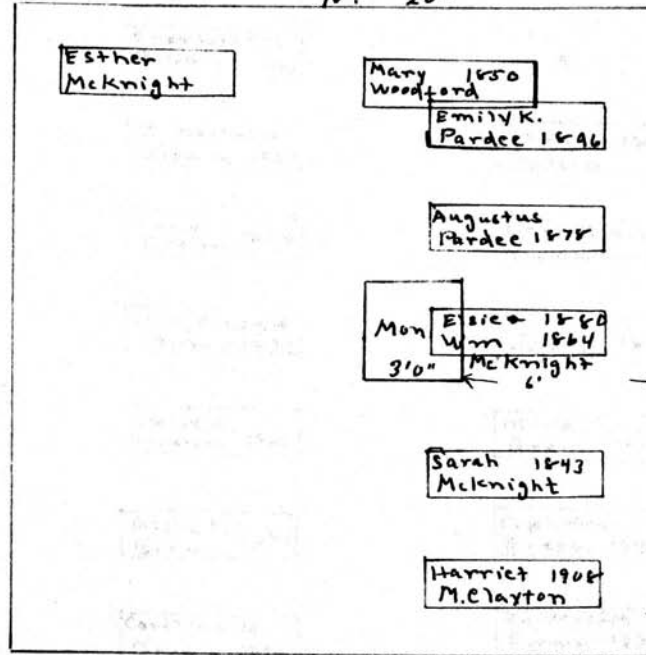 Esther
McKnight
Mary 1850
Woodford
Emily K.
Pardee 1896
Augustus
Pardee 1878
Mon
3'0"
Elsie 1880
Wm 1864
McKnight
6'
Sarah 1843
McKnight
Harriet 1908
M. Clayton